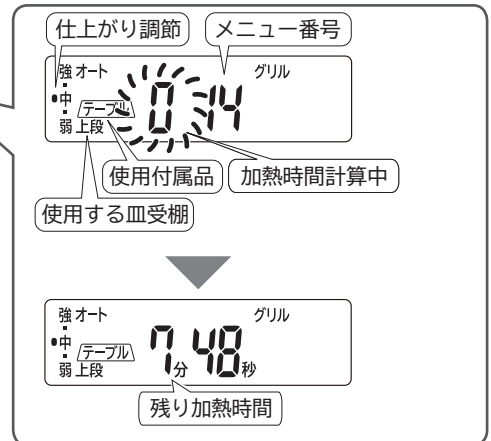 仕上がり調節 メニュー番号
強 オート グリル
中 テーブル 0 14
弱 上段
使用付属品 加熱時間計算中
使用する皿受棚
強 オート グリル
中 テーブル 7分 48秒
弱 上段
残り加熱時間